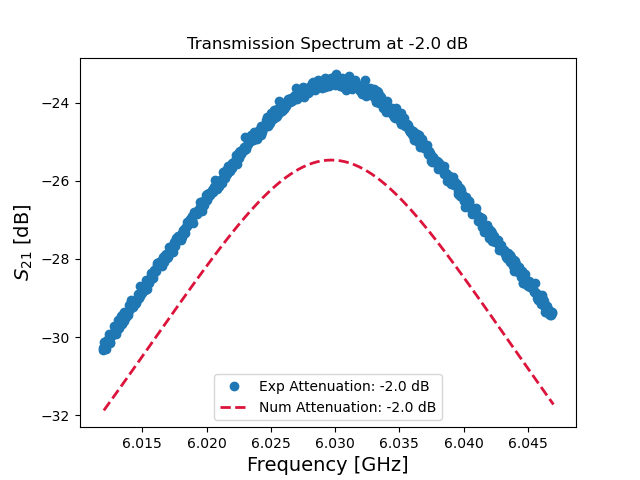 Transmission Spectrum at -2.0 dB
S21 [dB]
−24
−26
−28
−30
−32
Exp Attenuation: -2.0 dB
Num Attenuation: -2.0 dB
6.015 6.020 6.025 6.030 6.035 6.040 6.045
Frequency [GHz]